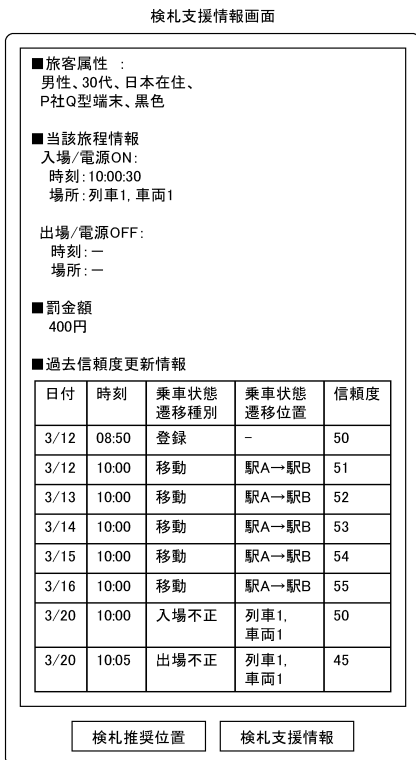 検札支援情報画面
■旅客属性 :
男性、30代、日本在住、
P社Q型端末、黒色
■当該旅程情報
入場/電源ON:
時刻:10:00:30
場所:列車1, 車両1
出場/電源OFF:
時刻:－
場所:－
■罰金額
400円
■過去信頼度更新情報
日付 時刻 乗車状態 乗車状態 信頼度
遷移種別 遷移位置
3/12 08:50 登録 - 50
3/12 10:00 移動 駅A→駅B 51
3/13 10:00 移動 駅A→駅B 52
3/14 10:00 移動 駅A→駅B 53
3/15 10:00 移動 駅A→駅B 54
3/16 10:00 移動 駅A→駅B 55
3/20 10:00 入場不正 列車1, 50
車両1
3/20 10:05 出場不正 列車1, 45
車両1
検札推奨位置 検札支援情報